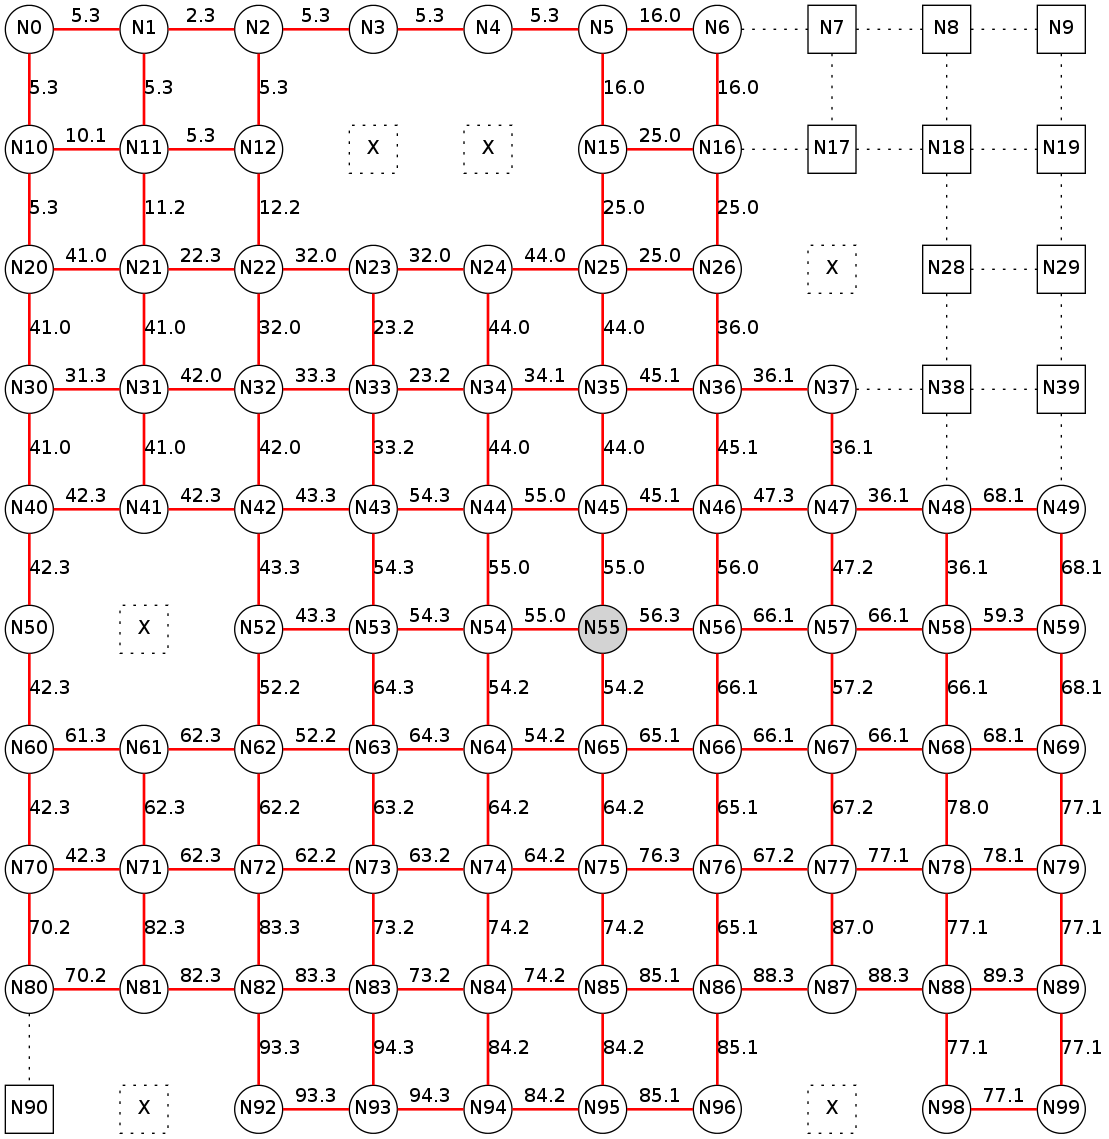 5.3 2.3 5.3 5.3 5.3 16.0
N0 N1 N2 N3 N4 N5 N6 N7 N8 N9
5.3 5.3 5.3 16.0 16.0
10.1 5.3 25.0
N10 N11 N12 X X N15 N16 N17 N18 N19
5.3 11.2 12.2 25.0 25.0
41.0 22.3 32.0 32.0 44.0 25.0
N20 N21 N22 N23 N24 N25 N26 X N28 N29
41.0 41.0 32.0 23.2 44.0 44.0 36.0
31.3 42.0 33.3 23.2 34.1 45.1 36.1
N30 N31 N32 N33 N34 N35 N36 N37 N38 N39
41.0 41.0 42.0 33.2 44.0 44.0 45.1 36.1
42.3 42.3 43.3 54.3 55.0 45.1 47.3 36.1 68.1
N40 N41 N42 N43 N44 N45 N46 N47 N48 N49
42.3 43.3 54.3 55.0 55.0 56.0 47.2 36.1 68.1
43.3 54.3 55.0 56.3 66.1 66.1 59.3
N50 X N52 N53 N54 N55 N56 N57 N58 N59
42.3 52.2 64.3 54.2 54.2 66.1 57.2 66.1 68.1
61.3 62.3 52.2 64.3 54.2 65.1 66.1 66.1 68.1
N60 N61 N62 N63 N64 N65 N66 N67 N68 N69
42.3 62.3 62.2 63.2 64.2 64.2 65.1 67.2 78.0 77.1
42.3 62.3 62.2 63.2 64.2 76.3 67.2 77.1 78.1
N70 N71 N72 N73 N74 N75 N76 N77 N78 N79
70.2 82.3 83.3 73.2 74.2 74.2 65.1 87.0 77.1 77.1
70.2 82.3 83.3 73.2 74.2 85.1 88.3 88.3 89.3
N80 N81 N82 N83 N84 N85 N86 N87 N88 N89
93.3 94.3 84.2 84.2 85.1 77.1 77.1
93.3 94.3 84.2 85.1 77.1
N90 X N92 N93 N94 N95 N96 X N98 N99